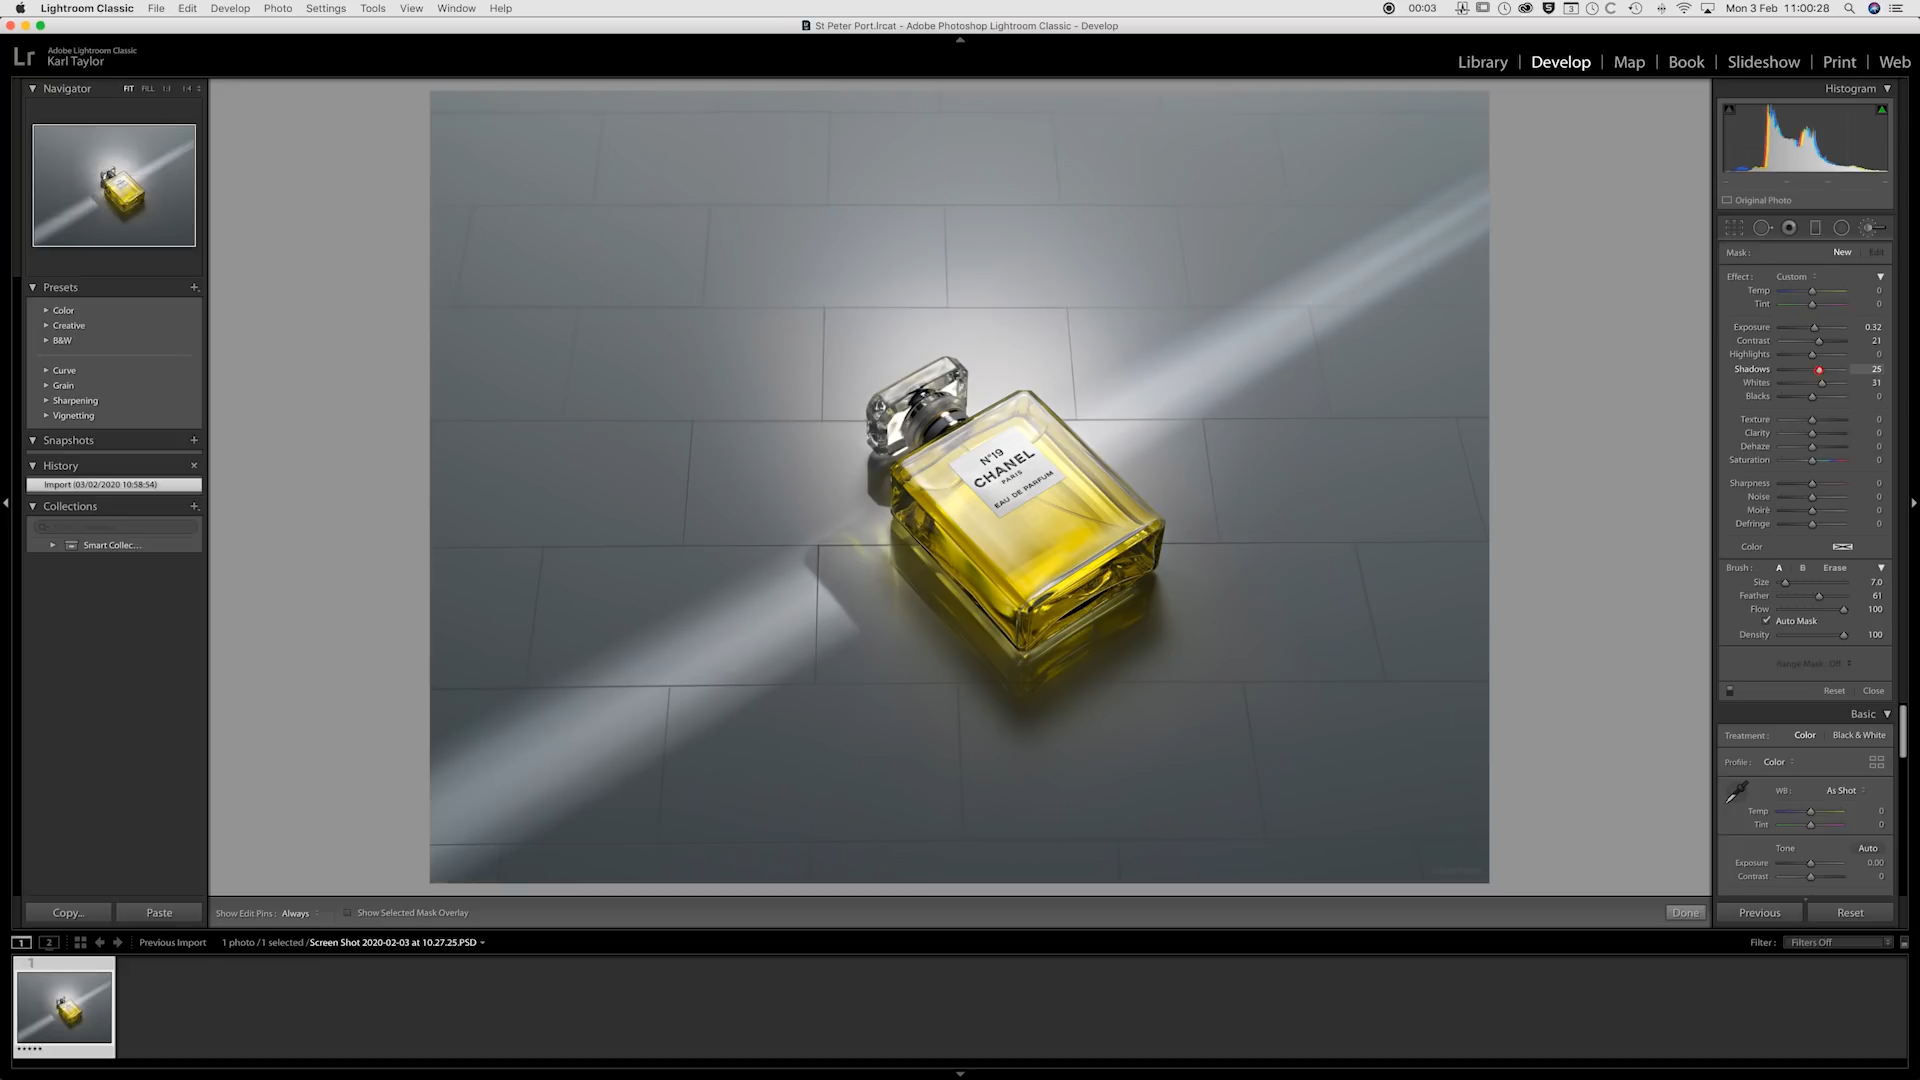 Lightroom Classic File Edit Develop Photo Settings Tools View Window Help 00:03 Mon 3 Feb 11:00:28
St Peter Port.lrcat - Adobe Photoshop Lightroom Classic - Develop
Lr Adobe Lightroom Classic
Karl Taylor
Library | Develop | Map | Book | Slideshow | Print | Web
Navigator FIT FILL 1:1 1:4
Presets +
Color
Creative
B&W
Curve
Grain
Sharpening
Vignetting
Snapshots +
History ×
Import (03/02/2020 10:58:54)
Collections +
Smart Collec...
Copy... Paste
N°19
CHANEL
PARIS
EAU DE PARFUM
Show Edit Pins : Always Show Selected Mask Overlay Done
Histogram
Original Photo
Mask : New Edit
Effect : Custom
Temp 0
Tint 0
Exposure 0.32
Contrast 21
Highlights 0
Shadows 25
Whites 31
Blacks 0
Texture 0
Clarity 0
Dehaze 0
Saturation 0
Sharpness 0
Noise 0
Moiré 0
Defringe 0
Color
Brush : A B Erase
Size 7.0
Feather 61
Flow 100
Auto Mask
Density 100
Range Mask : Off
Reset Close
Basic
Treatment : Color Black & White
Profile : Color
WB : As Shot
Temp 0
Tint 0
Tone Auto
Exposure 0.00
Contrast 0
Previous Reset
1 2 Previous Import 1 photo / 1 selected / Screen Shot 2020-02-03 at 10.27.25.PSD Filter : Filters Off
1